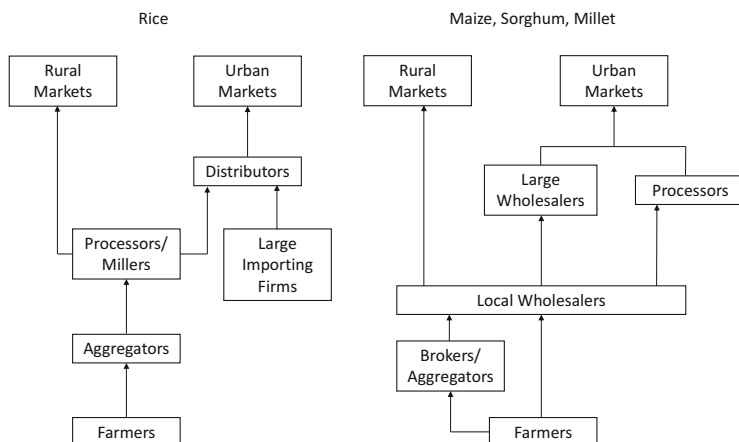 Rice
Rural
Markets
Urban
Markets
Distributors
Processors/
Millers
Large
Importing
Firms
Aggregators
Farmers
Maize, Sorghum, Millet
Rural
Markets
Urban
Markets
Large
Wholesalers
Processors
Local Wholesalers
Brokers/
Aggregators
Farmers